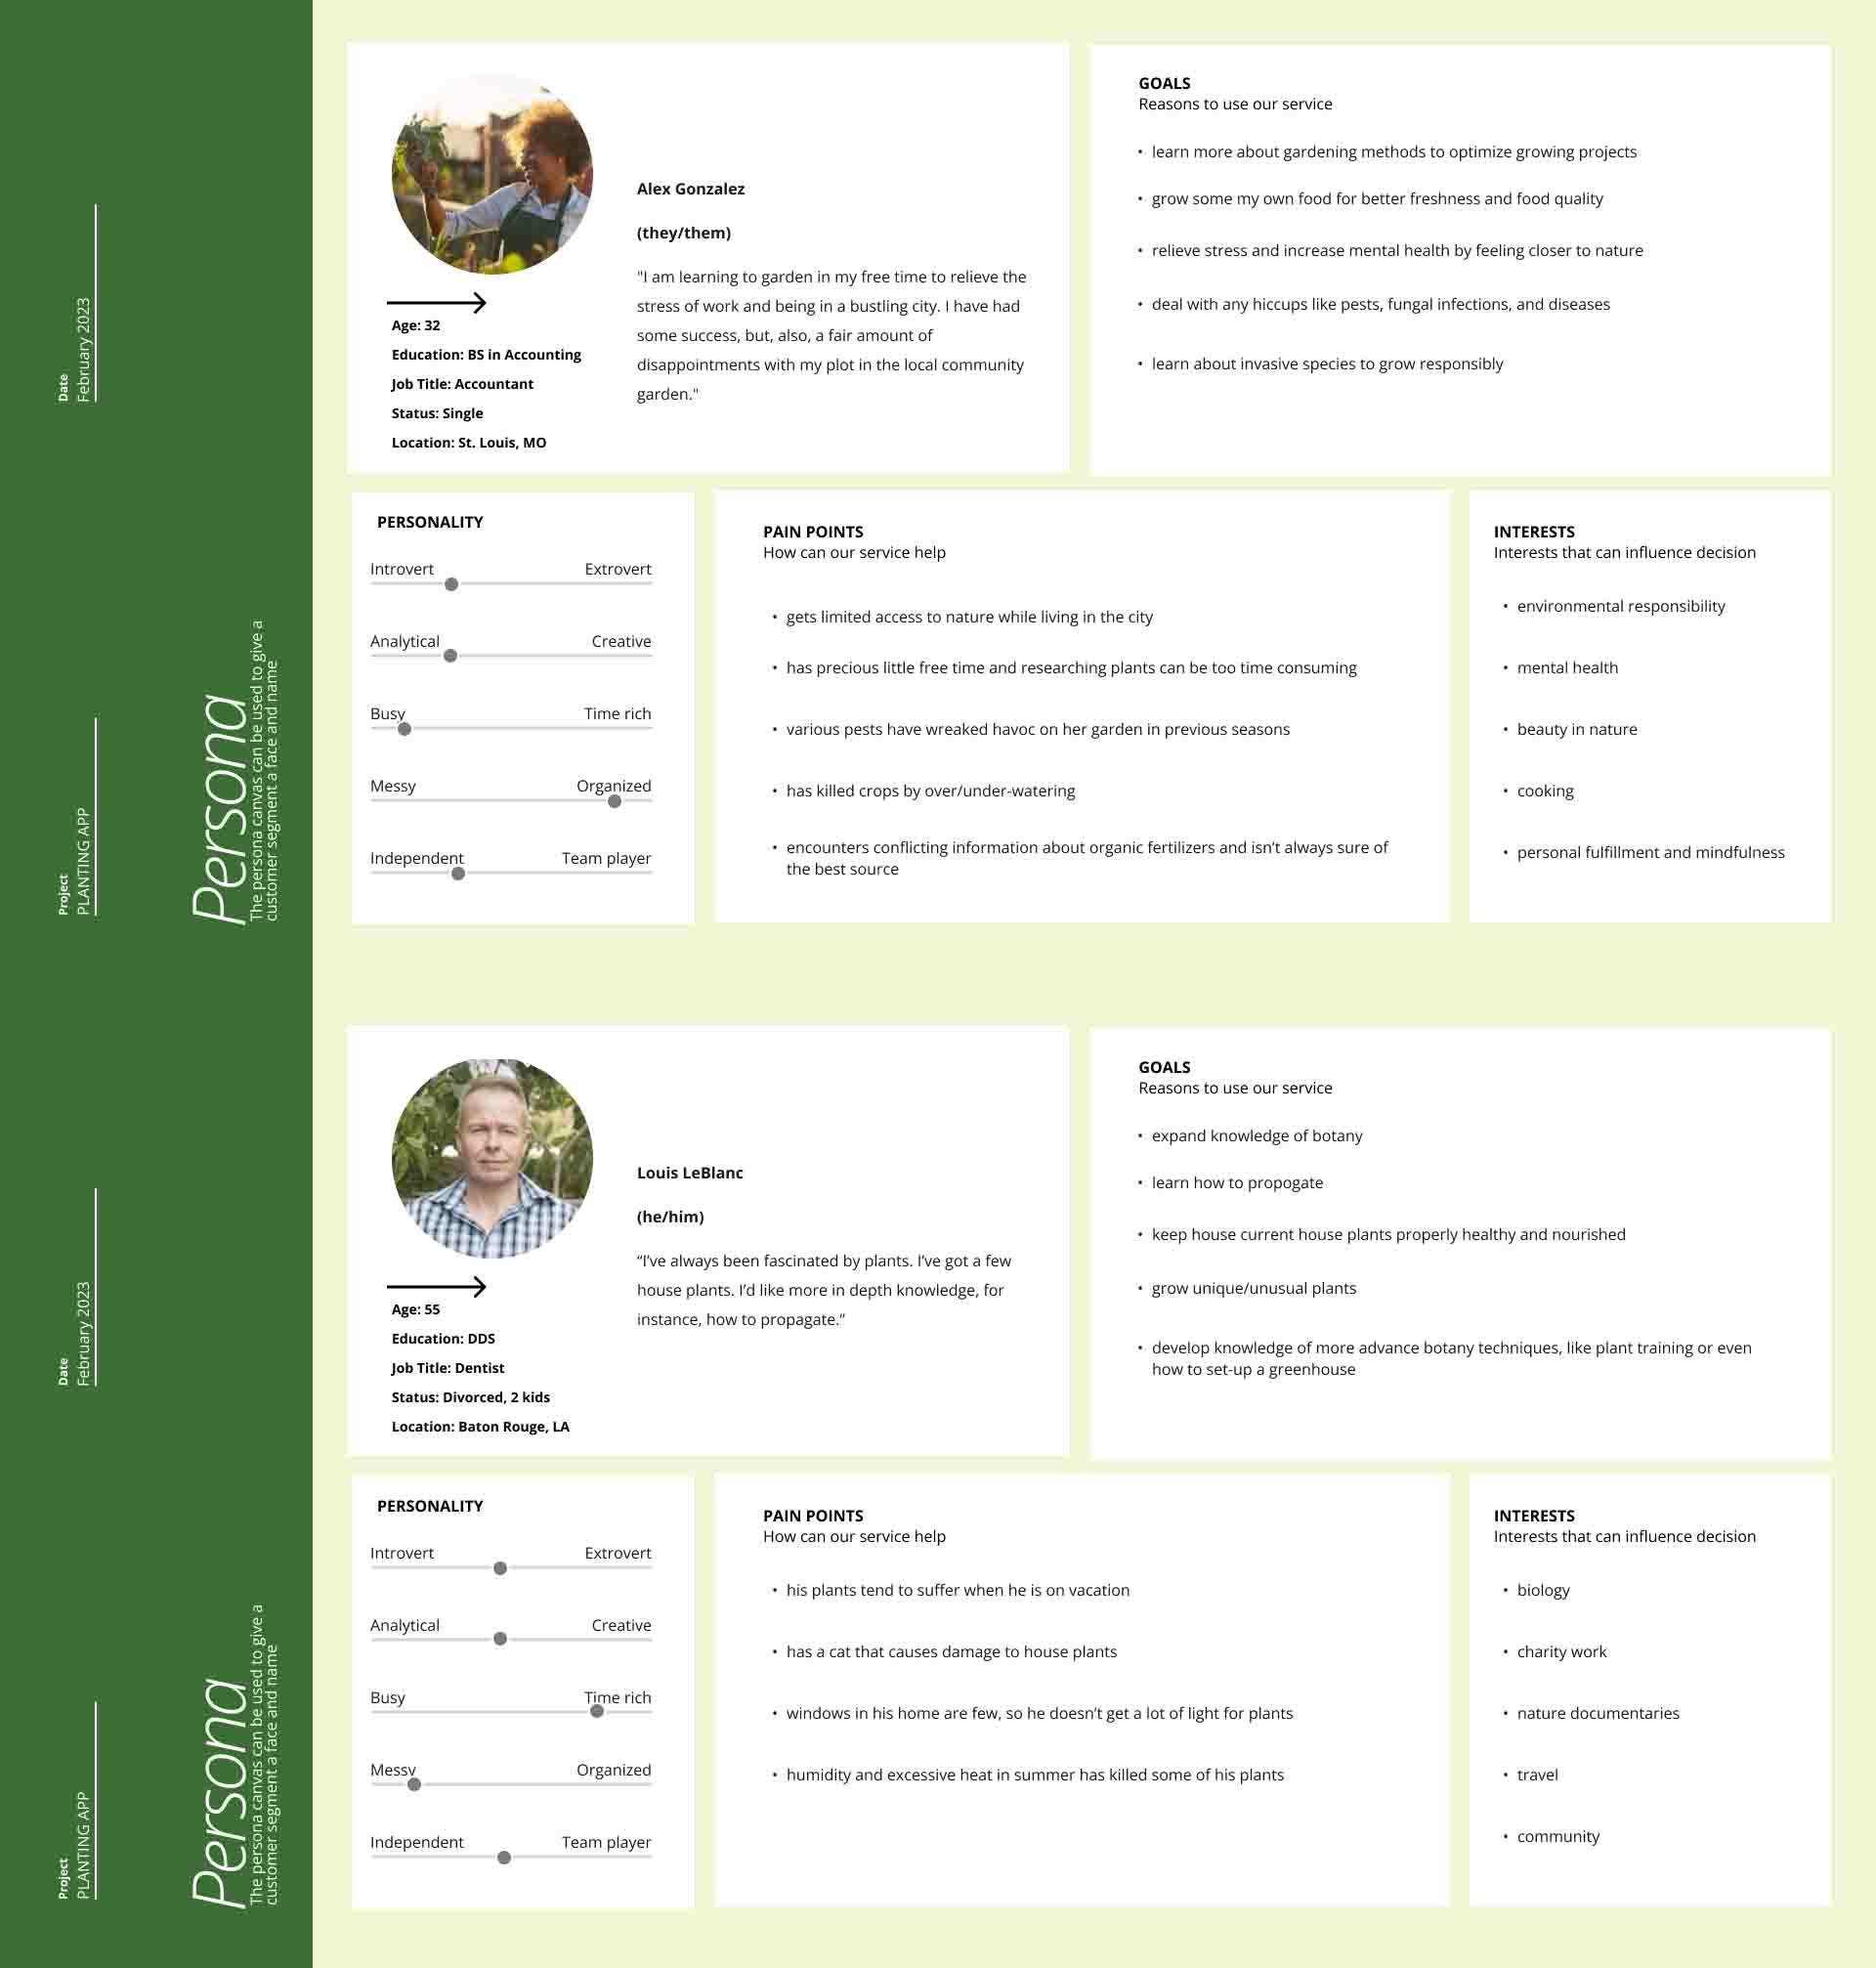 Date
February 2023
Project
PLANTING APP
Persona
The persona canvas can be used to give a
customer segment a face and name
Alex Gonzalez
(they/them)
"I am learning to garden in my free time to relieve the
stress of work and being in a bustling city. I have had
some success, but, also, a fair amount of
disappointments with my plot in the local community
garden."
Age: 32
Education: BS in Accounting
Job Title: Accountant
Status: Single
Location: St. Louis, MO
GOALS
Reasons to use our service
• learn more about gardening methods to optimize growing projects
• grow some my own food for better freshness and food quality
• relieve stress and increase mental health by feeling closer to nature
• deal with any hiccups like pests, fungal infections, and diseases
• learn about invasive species to grow responsibly
PERSONALITY
Introvert Extrovert
Analytical Creative
Busy Time rich
Messy Organized
Independent Team player
PAIN POINTS
How can our service help
• gets limited access to nature while living in the city
• has precious little free time and researching plants can be too time consuming
• various pests have wreaked havoc on her garden in previous seasons
• has killed crops by over/under-watering
• encounters conflicting information about organic fertilizers and isn't always sure of
the best source
INTERESTS
Interests that can influence decision
• environmental responsibility
• mental health
• beauty in nature
• cooking
• personal fulfillment and mindfulness
Date
February 2023
Project
PLANTING APP
Persona
The persona canvas can be used to give a
customer segment a face and name
Louis LeBlanc
(he/him)
“I’ve always been fascinated by plants. I’ve got a few
house plants. I’d like more in depth knowledge, for
instance, how to propagate.”
Age: 55
Education: DDS
Job Title: Dentist
Status: Divorced, 2 kids
Location: Baton Rouge, LA
GOALS
Reasons to use our service
• expand knowledge of botany
• learn how to propogate
• keep house current house plants properly healthy and nourished
• grow unique/unusual plants
• develop knowledge of more advance botany techniques, like plant training or even
how to set-up a greenhouse
PERSONALITY
Introvert Extrovert
Analytical Creative
Busy Time rich
Messy Organized
Independent Team player
PAIN POINTS
How can our service help
• his plants tend to suffer when he is on vacation
• has a cat that causes damage to house plants
• windows in his home are few, so he doesn’t get a lot of light for plants
• humidity and excessive heat in summer has killed some of his plants
INTERESTS
Interests that can influence decision
• biology
• charity work
• nature documentaries
• travel
• community